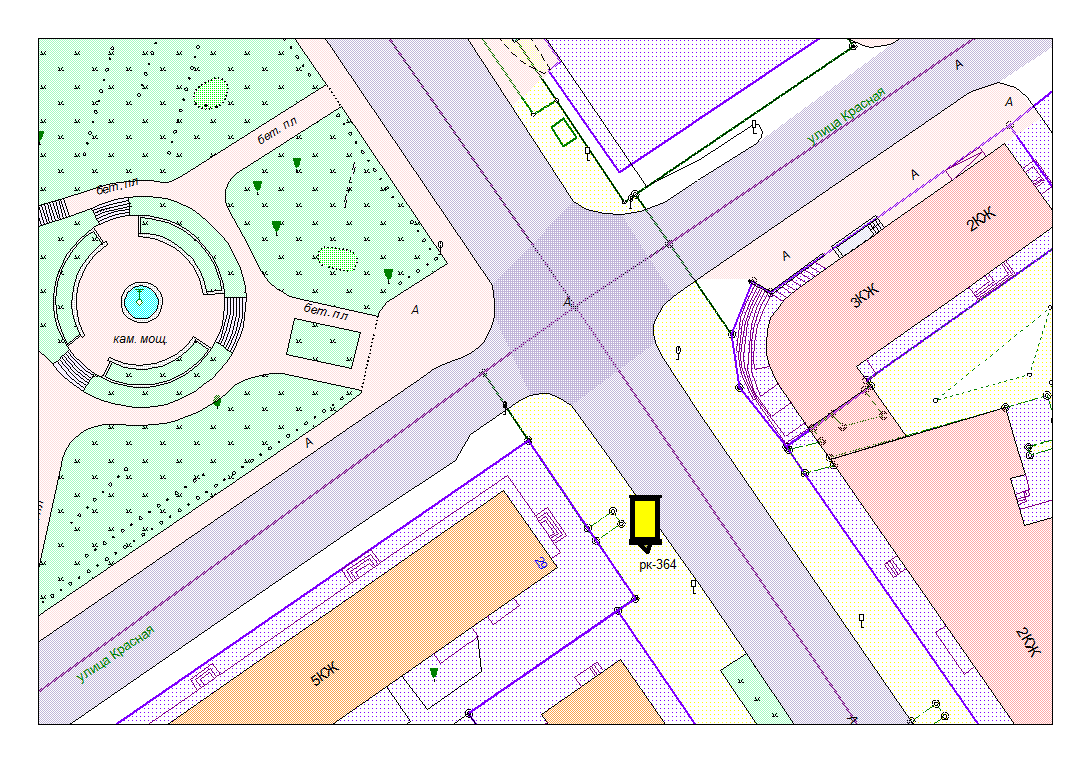 А
улица Красная
А
бет. пл
бет. пл
А
2КЖ
А
3КЖ
А
бет. пл
А
кам. мощ.
А
29
рк-364
улица Красная
5КЖ
2КЖ
А